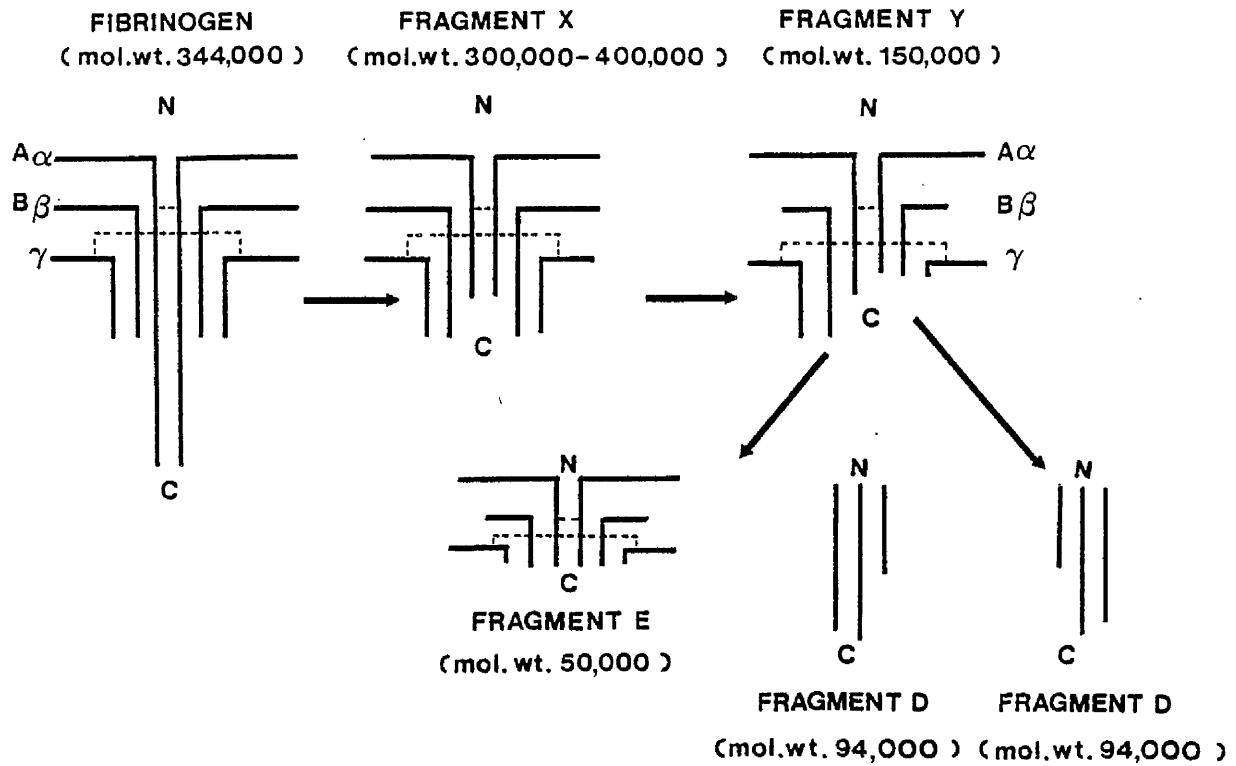 FIBRINOGEN
(mol.wt.344,000)
FRAGMENT X
(mol.wt.300,000-400,000)
FRAGMENT Y
(mol.wt.150,000)
N
N
N
Aα
Bβ
γ
Aα
Bβ
γ
C
C
C
N
C
FRAGMENT E
(mol.wt.50,000)
N
C
FRAGMENT D
(mol.wt.94,000)
N
C
FRAGMENT D
(mol.wt.94,000)